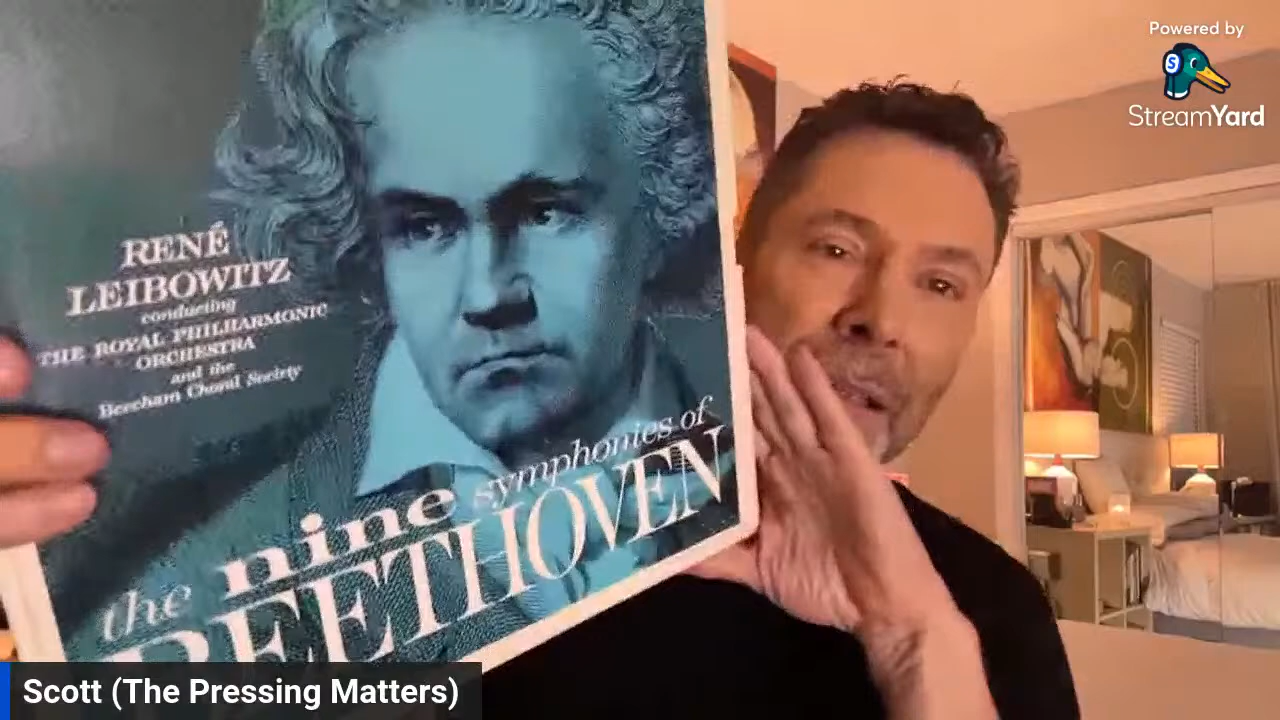 RENÉ
LEIBOWITZ
conducting
THE ROYAL PHILHARMONIC
ORCHESTRA
and the
Beecham Choral Society
the nine symphonies of
BEETHOVEN
Powered by
S
StreamYard
Scott (The Pressing Matters)